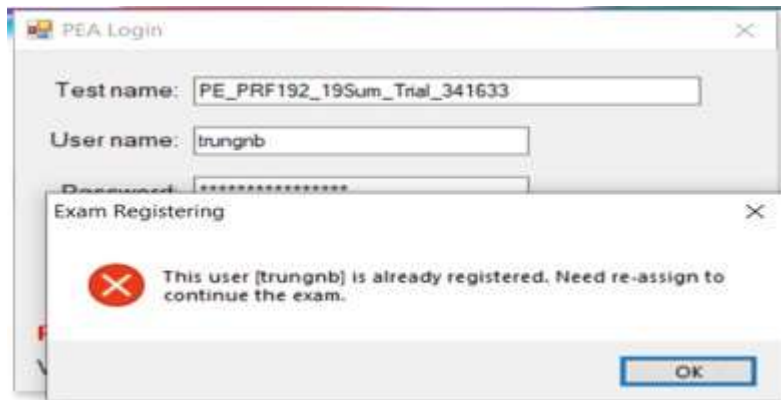 PEA Login
Test name: PE_PRF192_19Sum_Trial_341633
User name: trungnb
Password: ****************
Exam Registering
This user [trungnb] is already registered. Need re-assign to
continue the exam.
OK